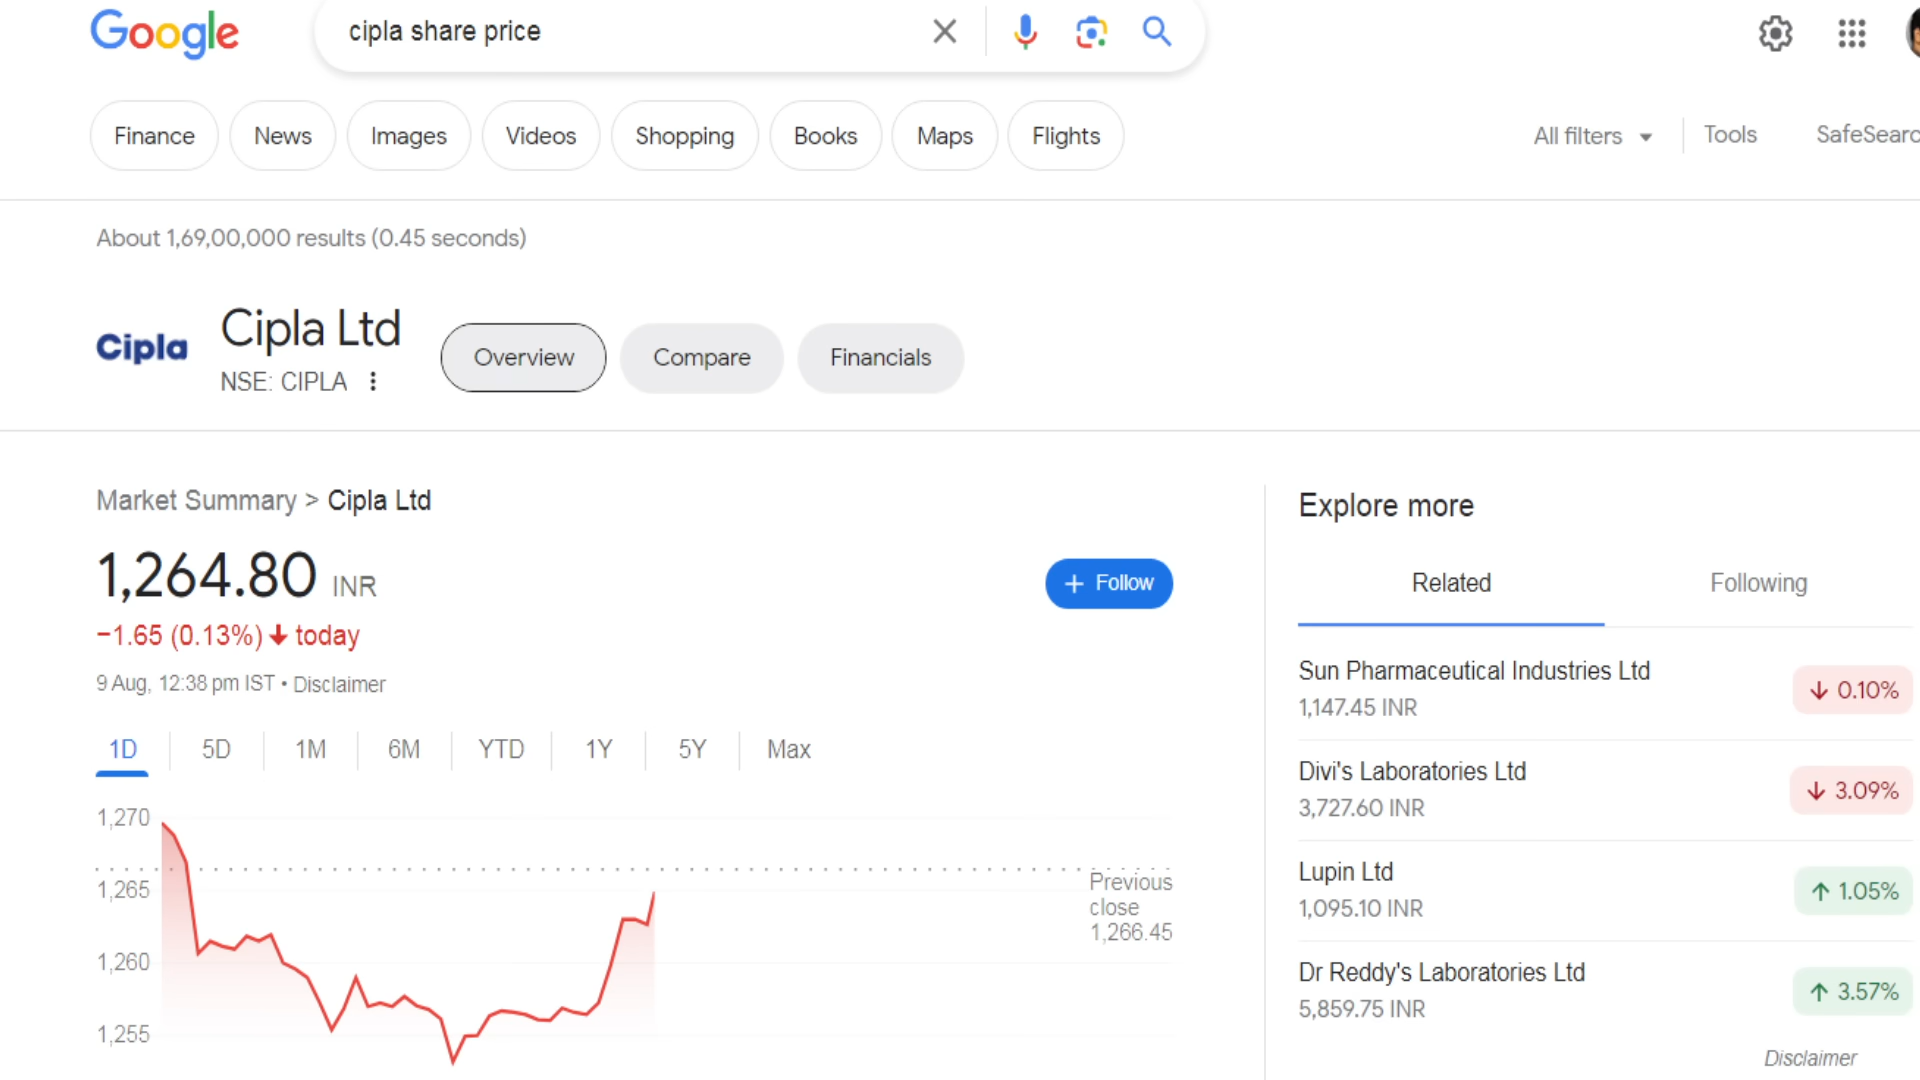 Google
cipla share price
Finance
News
Images
Videos
Shopping
Books
Maps
Flights
All filters
Tools
About 1,69,00,000 results (0.45 seconds)
Cipla
Cipla Ltd
NSE: CIPLA
Overview
Compare
Financials
Market Summary > Cipla Ltd
1,264.80 INR
+ Follow
−1.65 (0.13%) ↓ today
9 Aug, 12:38 pm IST • Disclaimer
1D
5D
1M
6M
YTD
1Y
5Y
Max
1,270
1,265
1,260
1,255
Previous
close
1,266.45
Explore more
Related
Following
Sun Pharmaceutical Industries Ltd
1,147.45 INR
↓ 0.10%
Divi's Laboratories Ltd
3,727.60 INR
↓ 3.09%
Lupin Ltd
1,095.10 INR
↑ 1.05%
Dr Reddy's Laboratories Ltd
5,859.75 INR
↑ 3.57%
Disclaimer